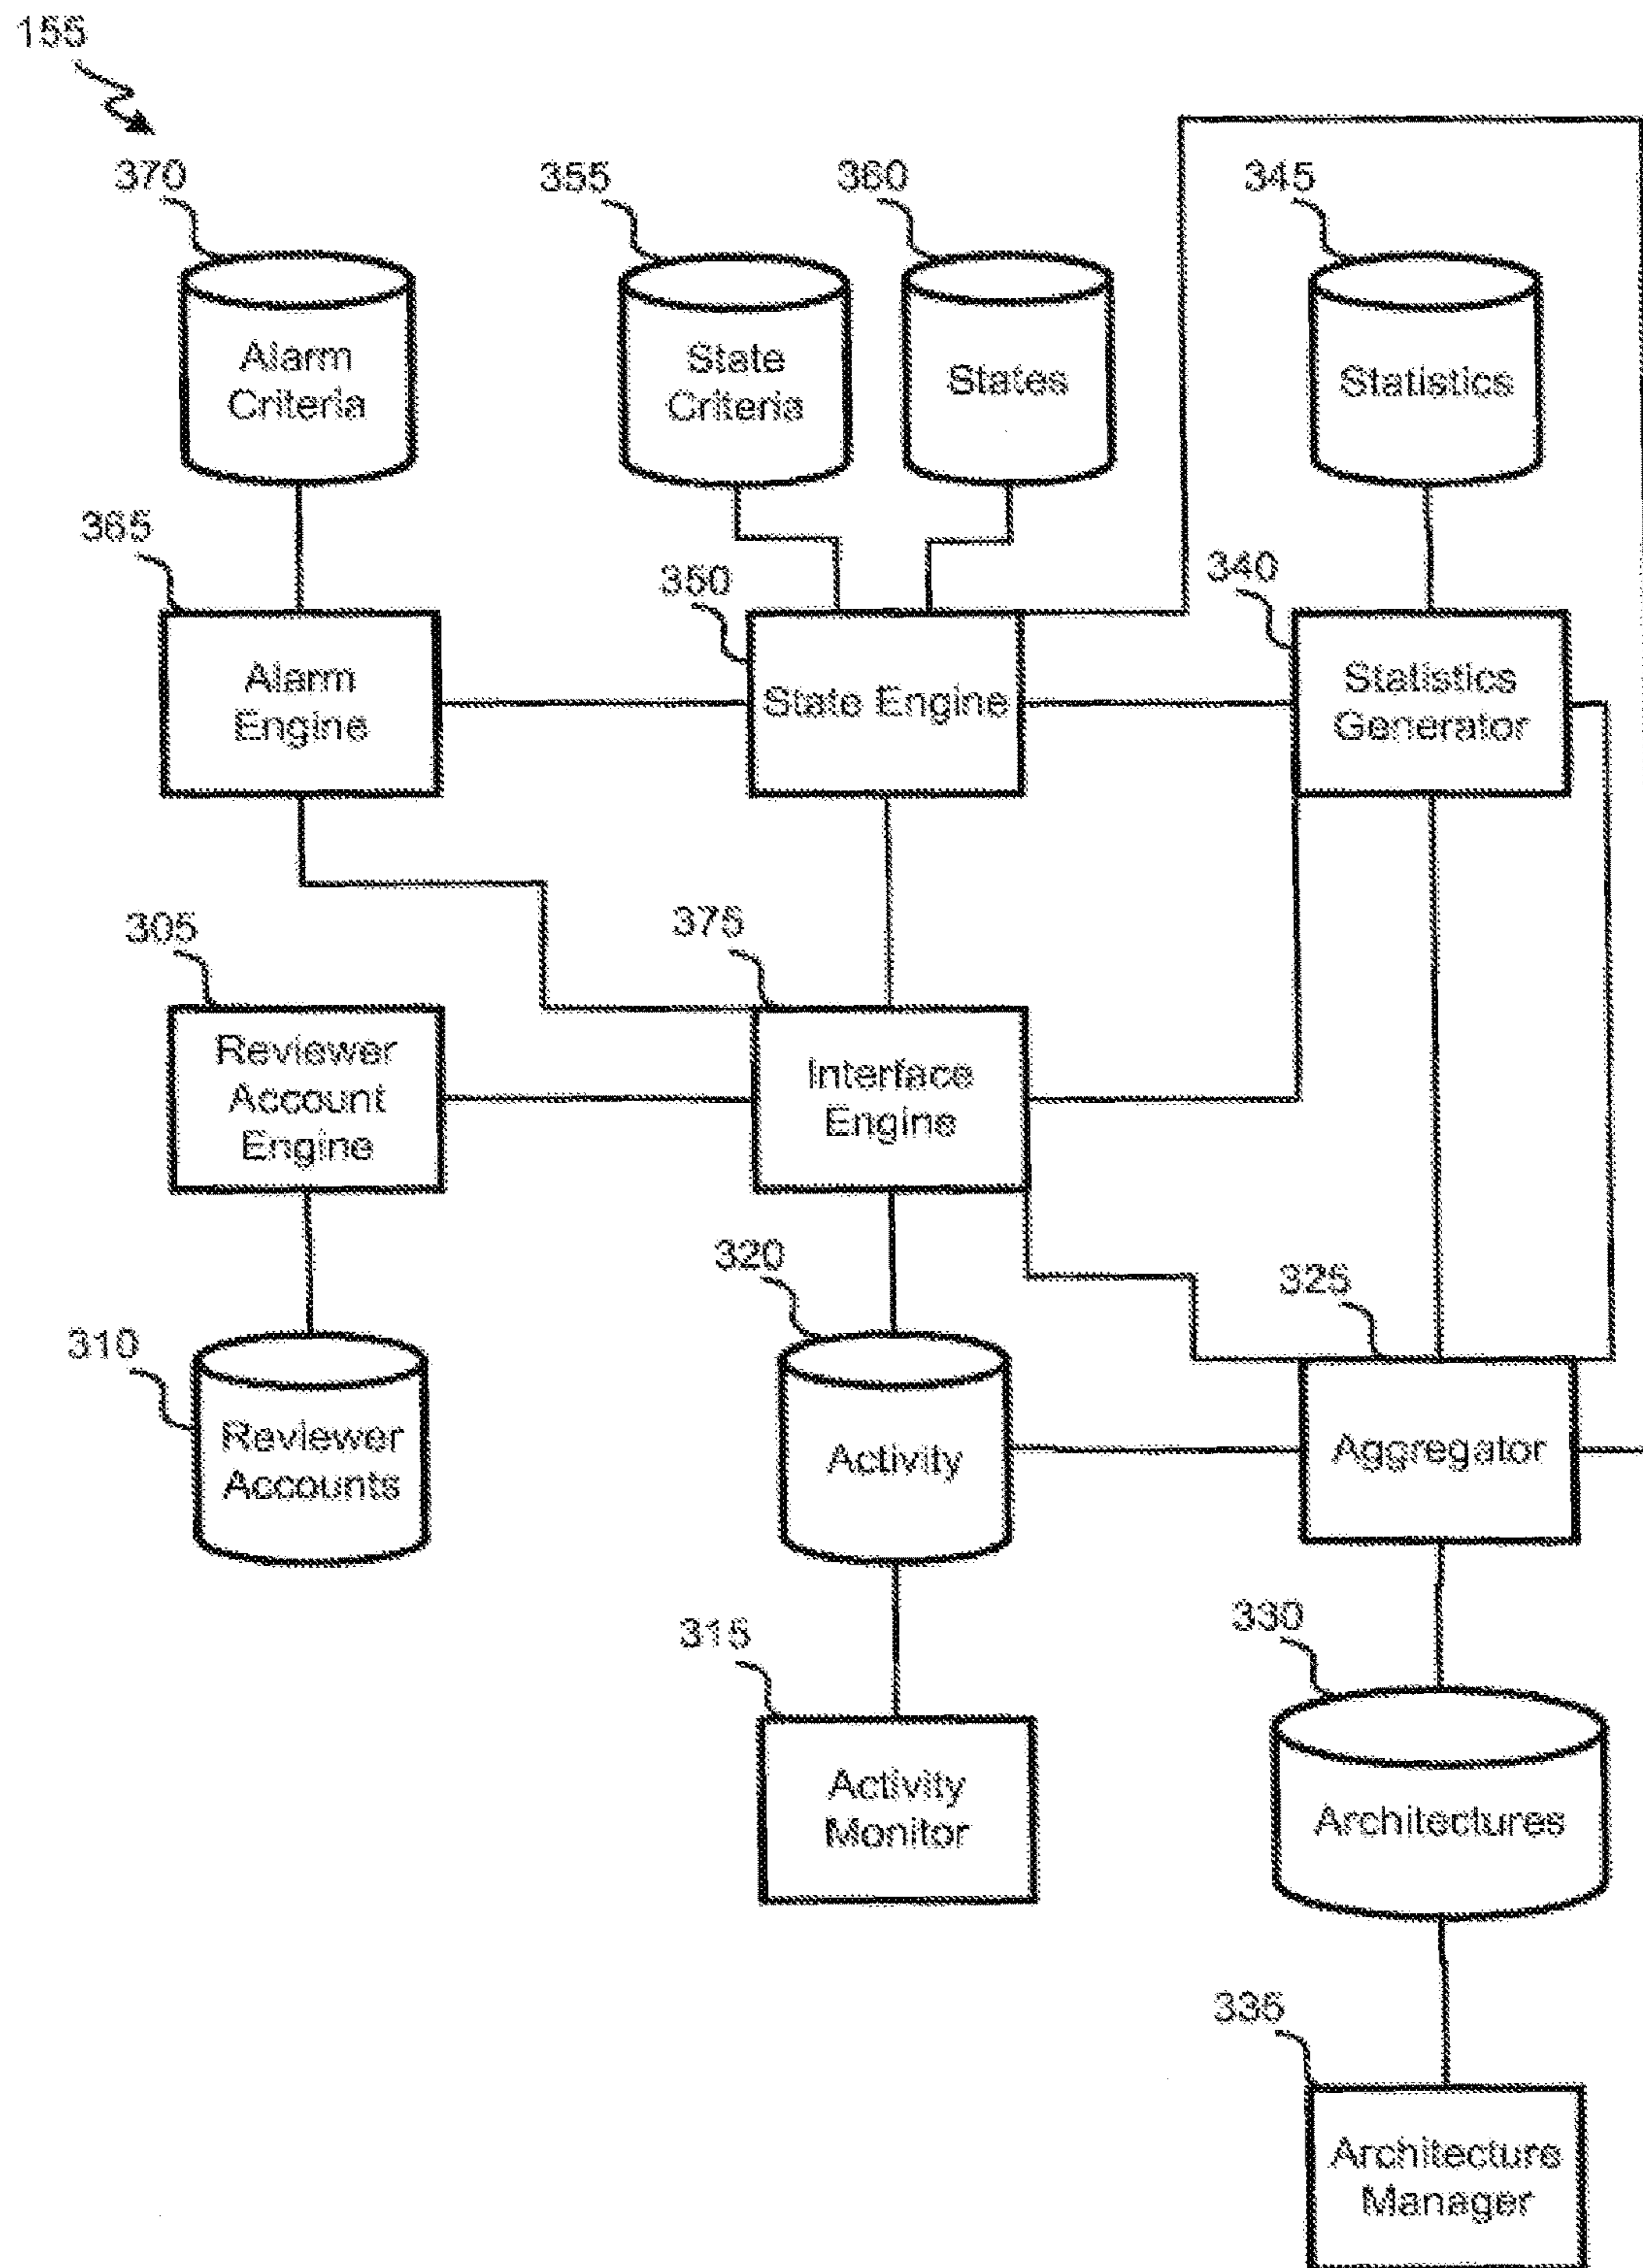 155
370
355
360
345
Alarm
Criteria
State
Criteria
States
Statistics
365
350
340
Alarm
Engine
State Engine
Statistics
Generator
305
375
Reviewer
Account
Engine
Interface
Engine
320
325
310
Reviewer
Accounts
Activity
Aggregator
315
330
Activity
Monitor
Architectures
335
Architecture
Manager